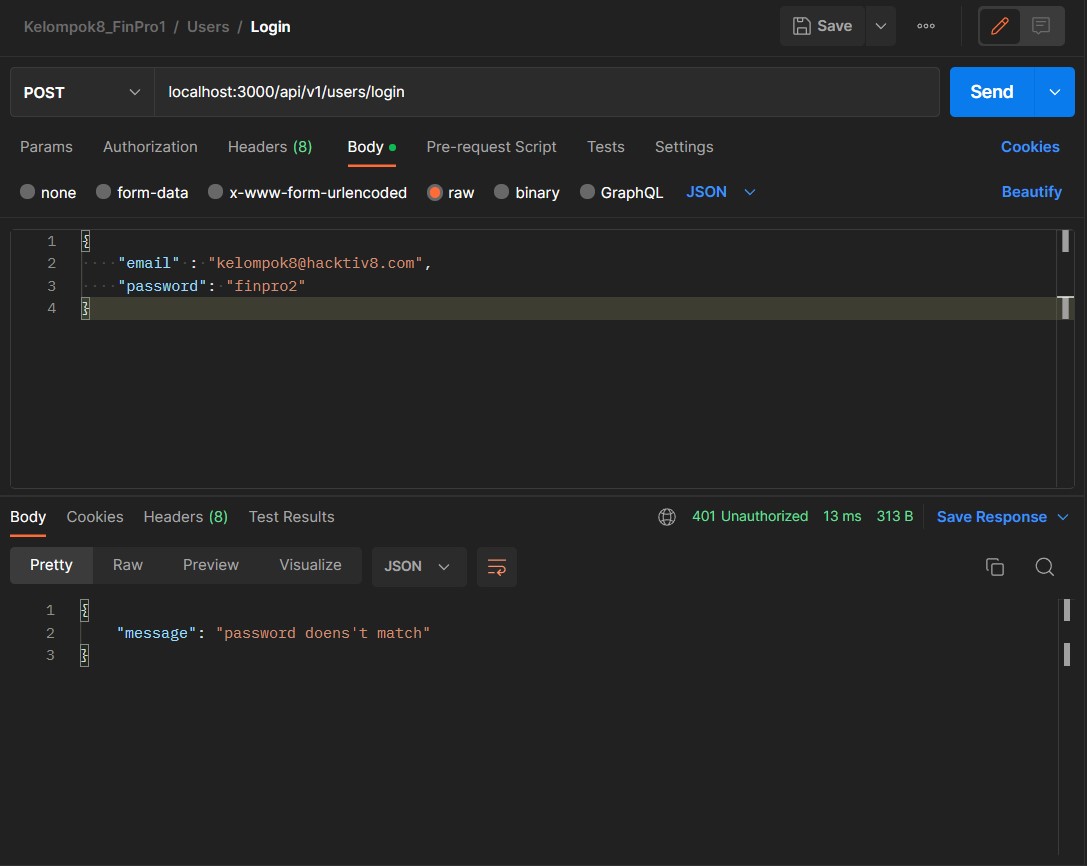 Kelompok8_FinPro1 / Users / Login
Save
POST
localhost:3000/api/v1/users/login
Send
Params Authorization Headers (8) Body Pre-request Script Tests Settings Cookies
none form-data x-www-form-urlencoded raw binary GraphQL JSON Beautify
1 {
2 "email" : "kelompok8@hacktiv8.com",
3 "password": "finpro2"
4 }
Body Cookies Headers (8) Test Results 401 Unauthorized 13 ms 313 B Save Response
Pretty Raw Preview Visualize JSON
1 {
2 "message": "password doens't match"
3 }